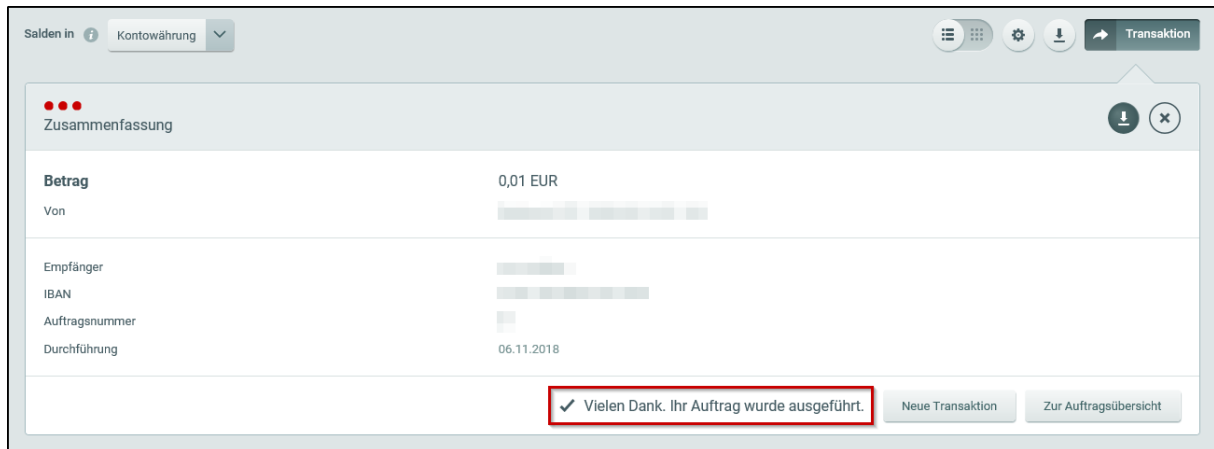 Salden in Kontowährung Transaktion
Zusammenfassung
Betrag 0,01 EUR
Von
Empfänger
IBAN
Auftragsnummer
Durchführung 06.11.2018
Vielen Dank. Ihr Auftrag wurde ausgeführt. Neue Transaktion Zur Auftragsübersicht